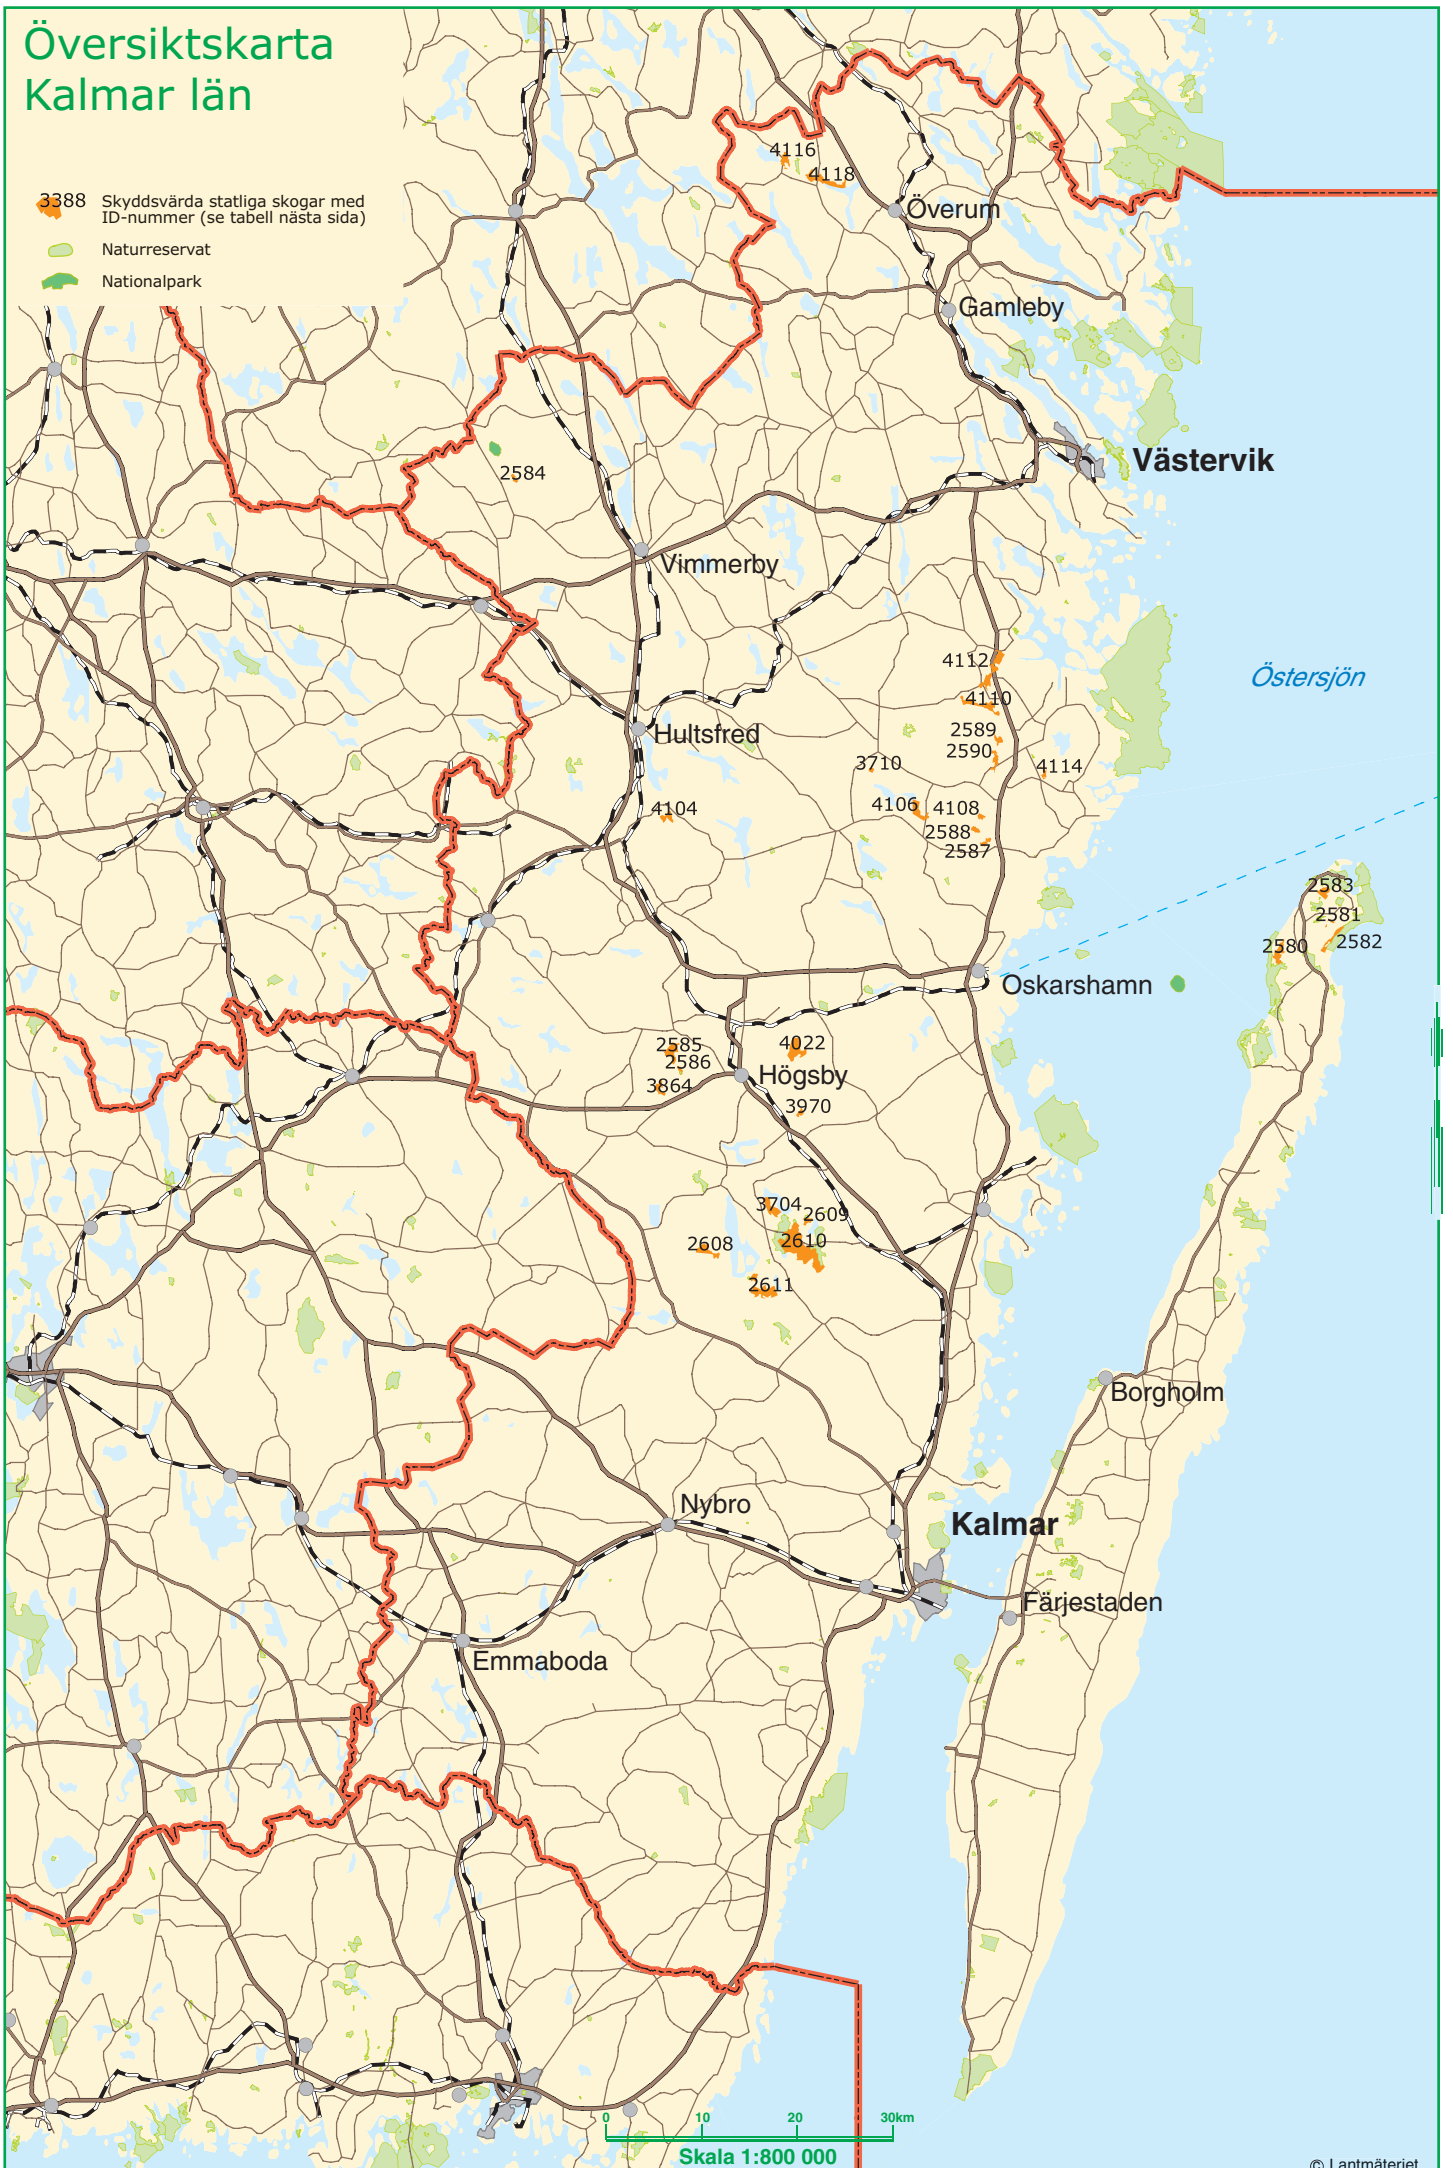 Översiktskarta
Kalmar län
3388
Skyddsvärda statliga skogar med
ID-nummer (se tabell nästa sida)
Naturreservat
Nationalpark
4116
4118
Överum
Gamleby
Västervik
2584
Vimmerby
4112
Östersjön
4110
2589
Hultsfred
2590
3710
4114
4104
4106
4108
2588
2587
2583
2581
2582
2580
Oskarshamn
2585
4022
2586
Högsby
3864
3970
3704
2609
2608
2610
2611
Borgholm
Nybro
Kalmar
Färjestaden
Emmaboda
0 10 20 30km
Skala 1:800 000
© Lantmäteriet